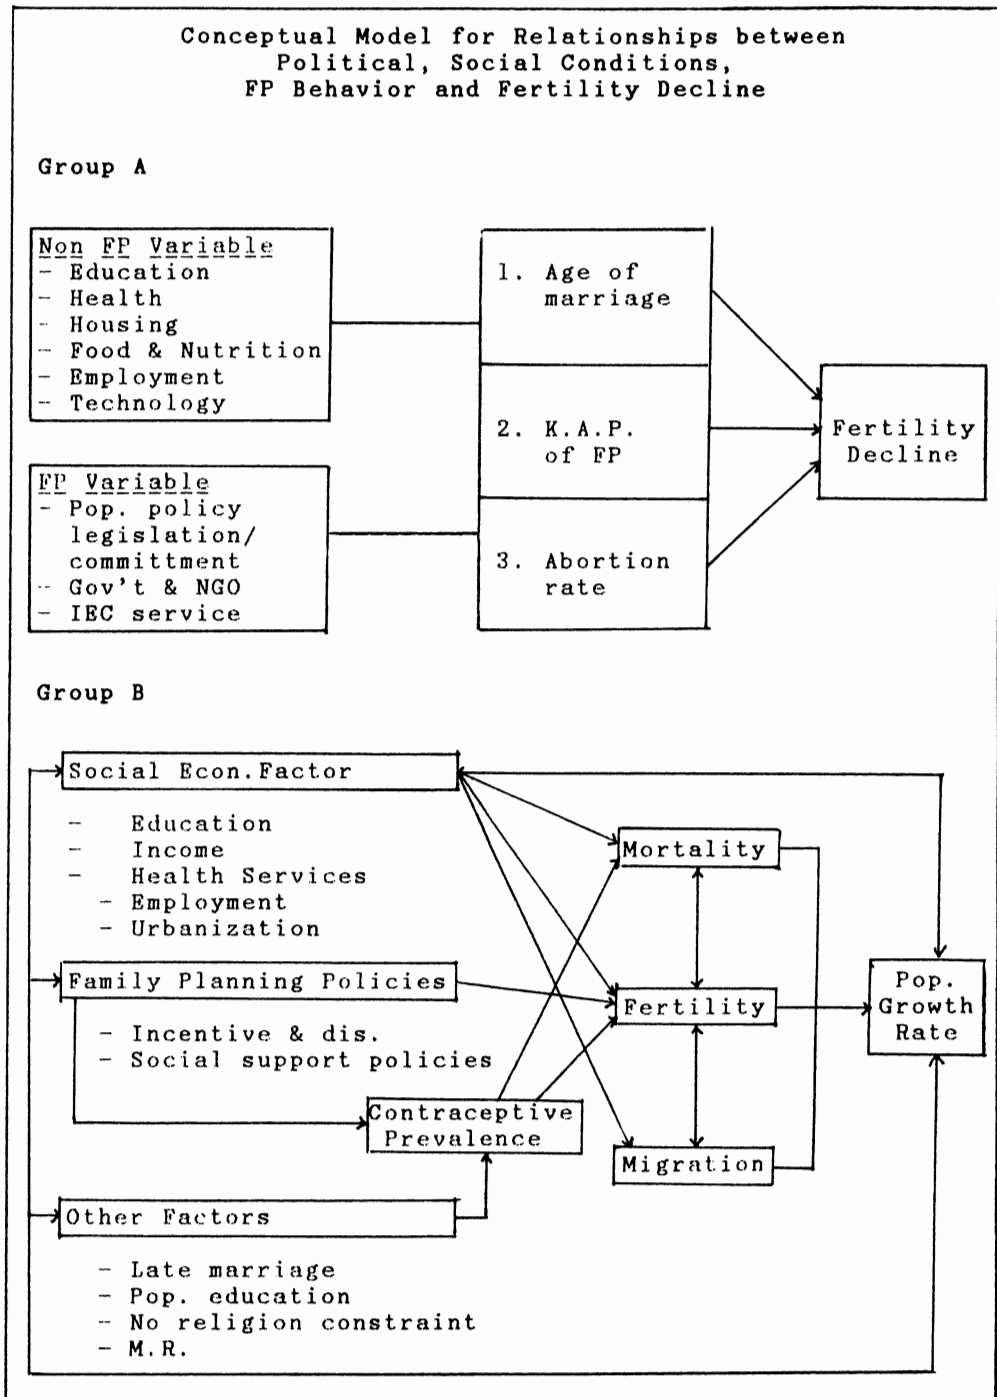 Conceptual Model for Relationships between
Political, Social Conditions,
FP Behavior and Fertility Decline
Group A
Non FP Variable
- Education
- Health
- Housing
- Food & Nutrition
- Employment
- Technology
FP Variable
- Pop. policy
legislation/
committment
- Gov't & NGO
- IEC service
1. Age of
marriage
2. K.A.P.
of FP
3. Abortion
rate
Fertility
Decline
Group B
Social Econ.Factor
- Education
- Income
- Health Services
- Employment
- Urbanization
Family Planning Policies
- Incentive & dis.
- Social support policies
Contraceptive
Prevalence
Other Factors
- Late marriage
- Pop. education
- No religion constraint
- M.R.
Mortality
Fertility
Migration
Pop.
Growth
Rate